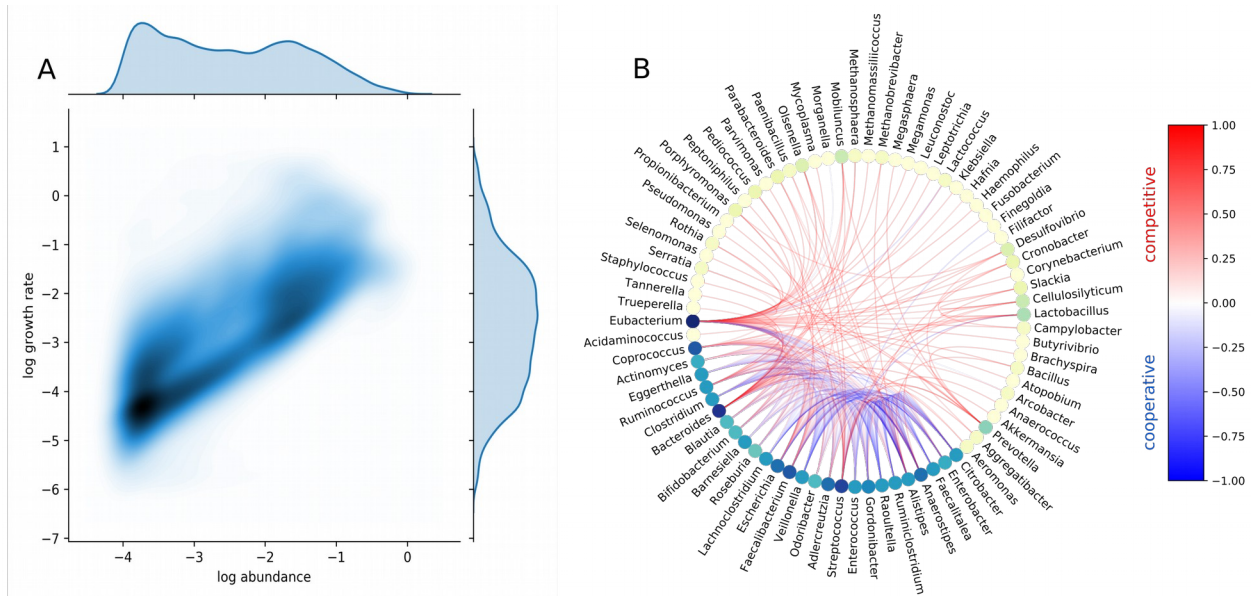 A
1
0
−1
−2
−3
−4
−5
−6
−7
log growth rate
−4
−3
−2
−1
0
log abundance
B
Methanosphaera
Methanomassiliicoccus
Methanobrevibacter
Megasphaera
Megamonas
Leuconostoc
Leptotrichia
Lactococcus
Klebsiella
Hafnia
Haemophilus
Fusobacterium
Finegoldia
Filifactor
Desulfovibrio
Cronobacter
Corynebacterium
Slackia
Cellulosilyticum
Lactobacillus
Campylobacter
Butyrivibrio
Brachyspira
Bacillus
Atopobium
Arcobacter
Anaerococcus
Akkermansia
Prevotella
Aggregatibacter
Aeromonas
Citrobacter
Enterobacter
Faecalitalea
Anaerostipes
Alistipes
Ruminiclostridium
Raoultella
Gordonibacter
Enterococcus
Streptococcus
Adlercreutzia
Odoribacter
Veillonella
Faecalibacterium
Escherichia
Lachnoclostridium
Roseburia
Barnesiella
Bifidobacterium
Blautia
Bacteroides
Clostridium
Ruminococcus
Eggerthella
Actinomyces
Coprococcus
Acidaminococcus
Eubacterium
Trueperella
Tannerella
Staphylococcus
Serratia
Selenomonas
Rothia
Pseudomonas
Propionibacterium
Porphyromonas
Peptoniphilus
Pediococcus
Parvimonas
Parabacteroides
Paenibacillus
Olsenella
Mycoplasma
Morganella
Mobiluncus
competitive
cooperative
1.00
0.75
0.50
0.25
0.00
−0.25
−0.50
−0.75
−1.00